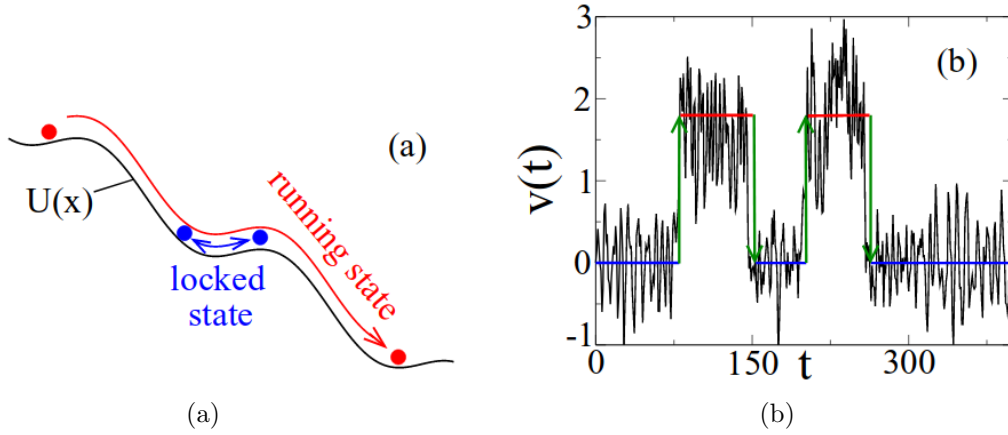 (a)
U(x)
locked
state
running state
(a)
(b)
v(t)
3
2
1
0
-1
0
150
t
300
(b)